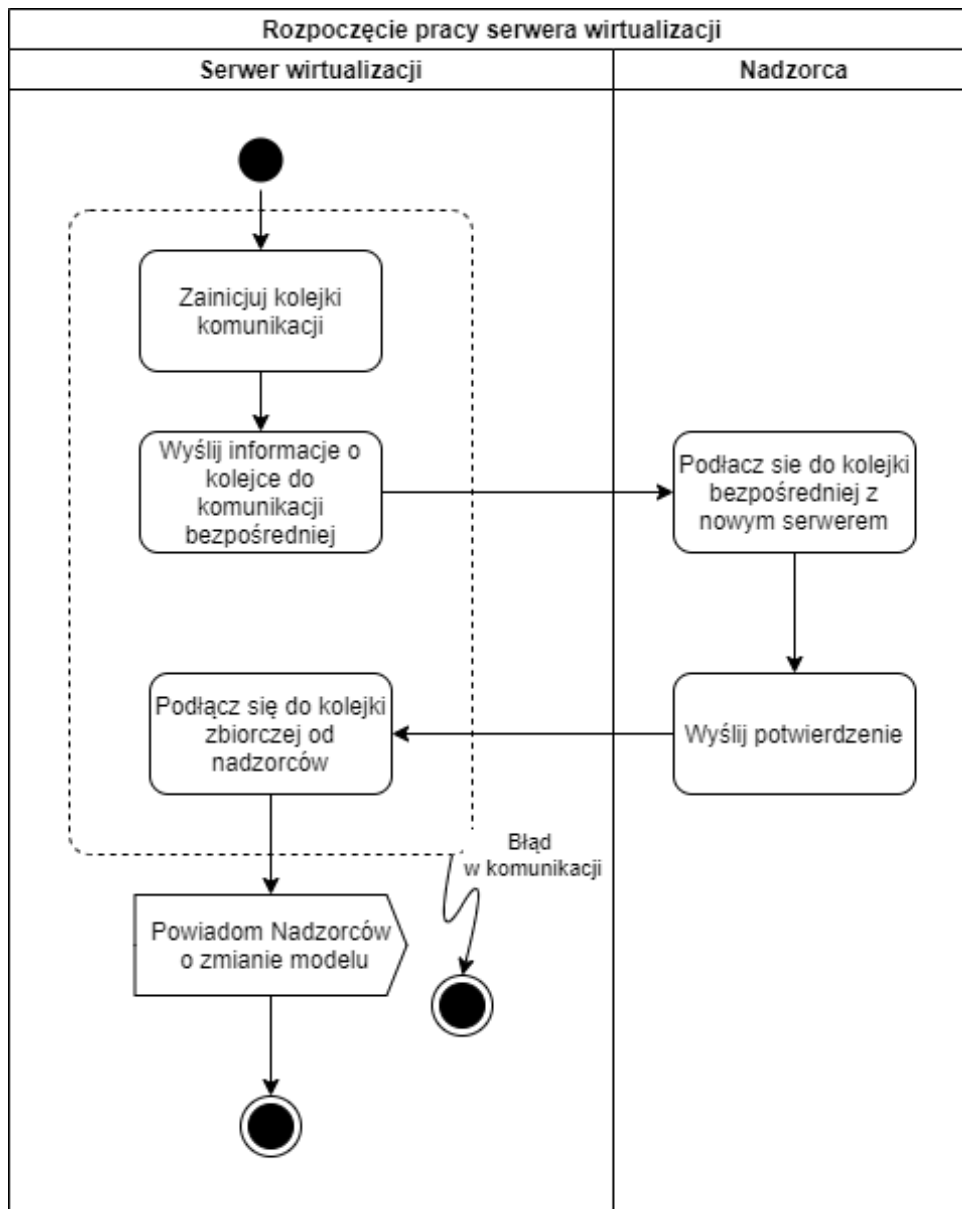 Rozpoczęcie pracy serwera wirtualizacji
Serwer wirtualizacji
Nadzorca
Zainicjuj kolejki
komunikacji
Wyślij informacje o
kolejce do
komunikacji
bezpośredniej
Podłacz sie do kolejki
bezpośredniej z
nowym serwerem
Podłącz się do kolejki
zbiorczej od
nadzorców
Wyślij potwierdzenie
Błąd
w komunikacji
Powiadom Nadzorców
o zmianie modelu